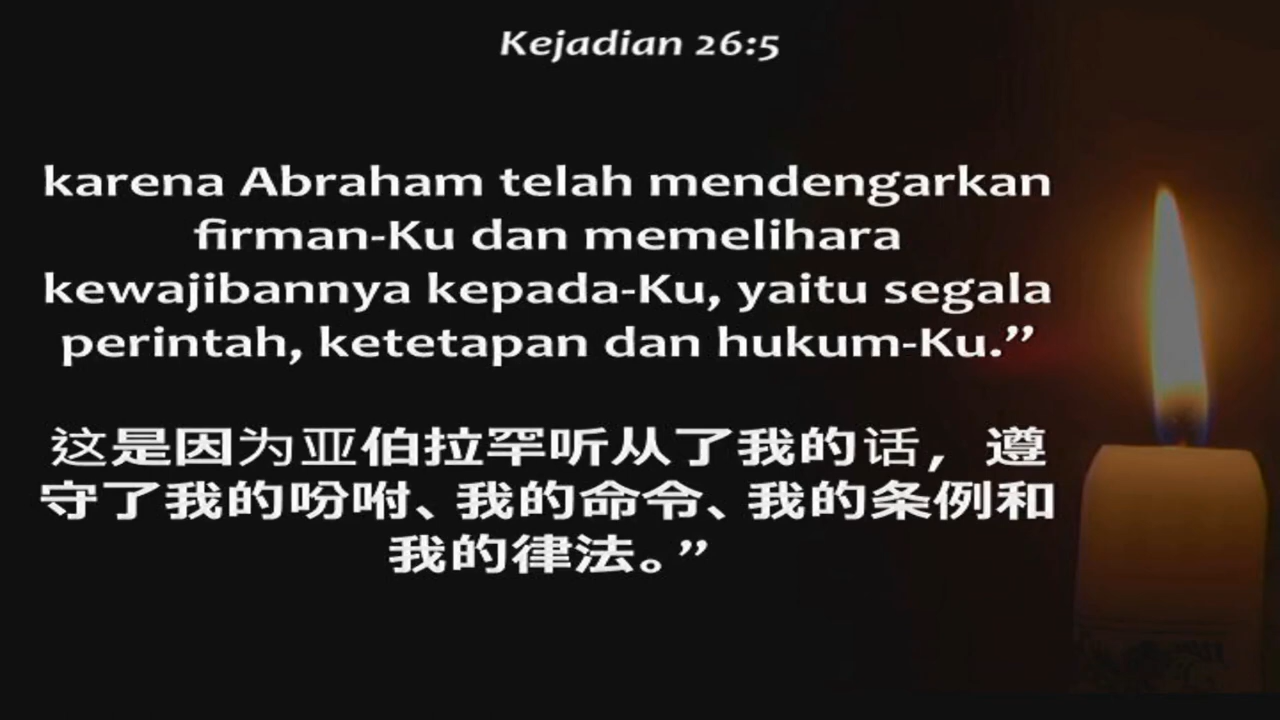 Kejadian 26:5
karena Abraham telah mendengarkan
firman-Ku dan memelihara
kewajibannya kepada-Ku, yaitu segala
perintah, ketetapan dan hukum-Ku.”
这是因为亚伯拉罕听从了我的话，遵
守了我的吩咐、我的命令、我的条例和
我的律法。”